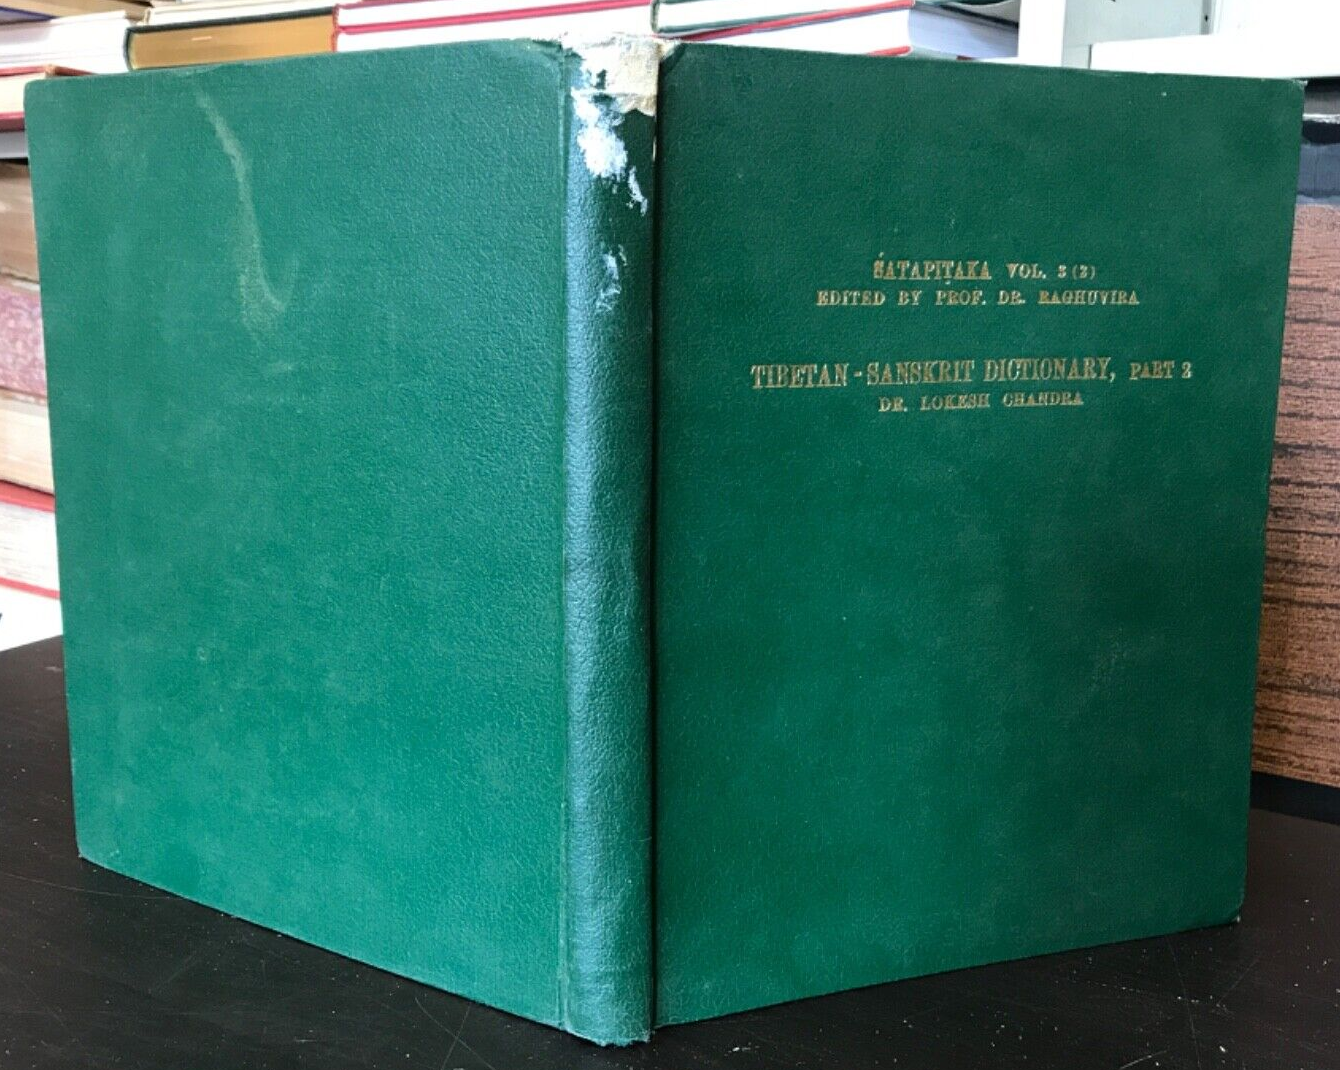 ŚATAPIṬAKA VOL. 3 (2)
EDITED BY PROF. DR. RAGHUVIRA
TIBETAN-SANSKRIT DICTIONARY, PART 2
DR. LOKESH CHANDRA